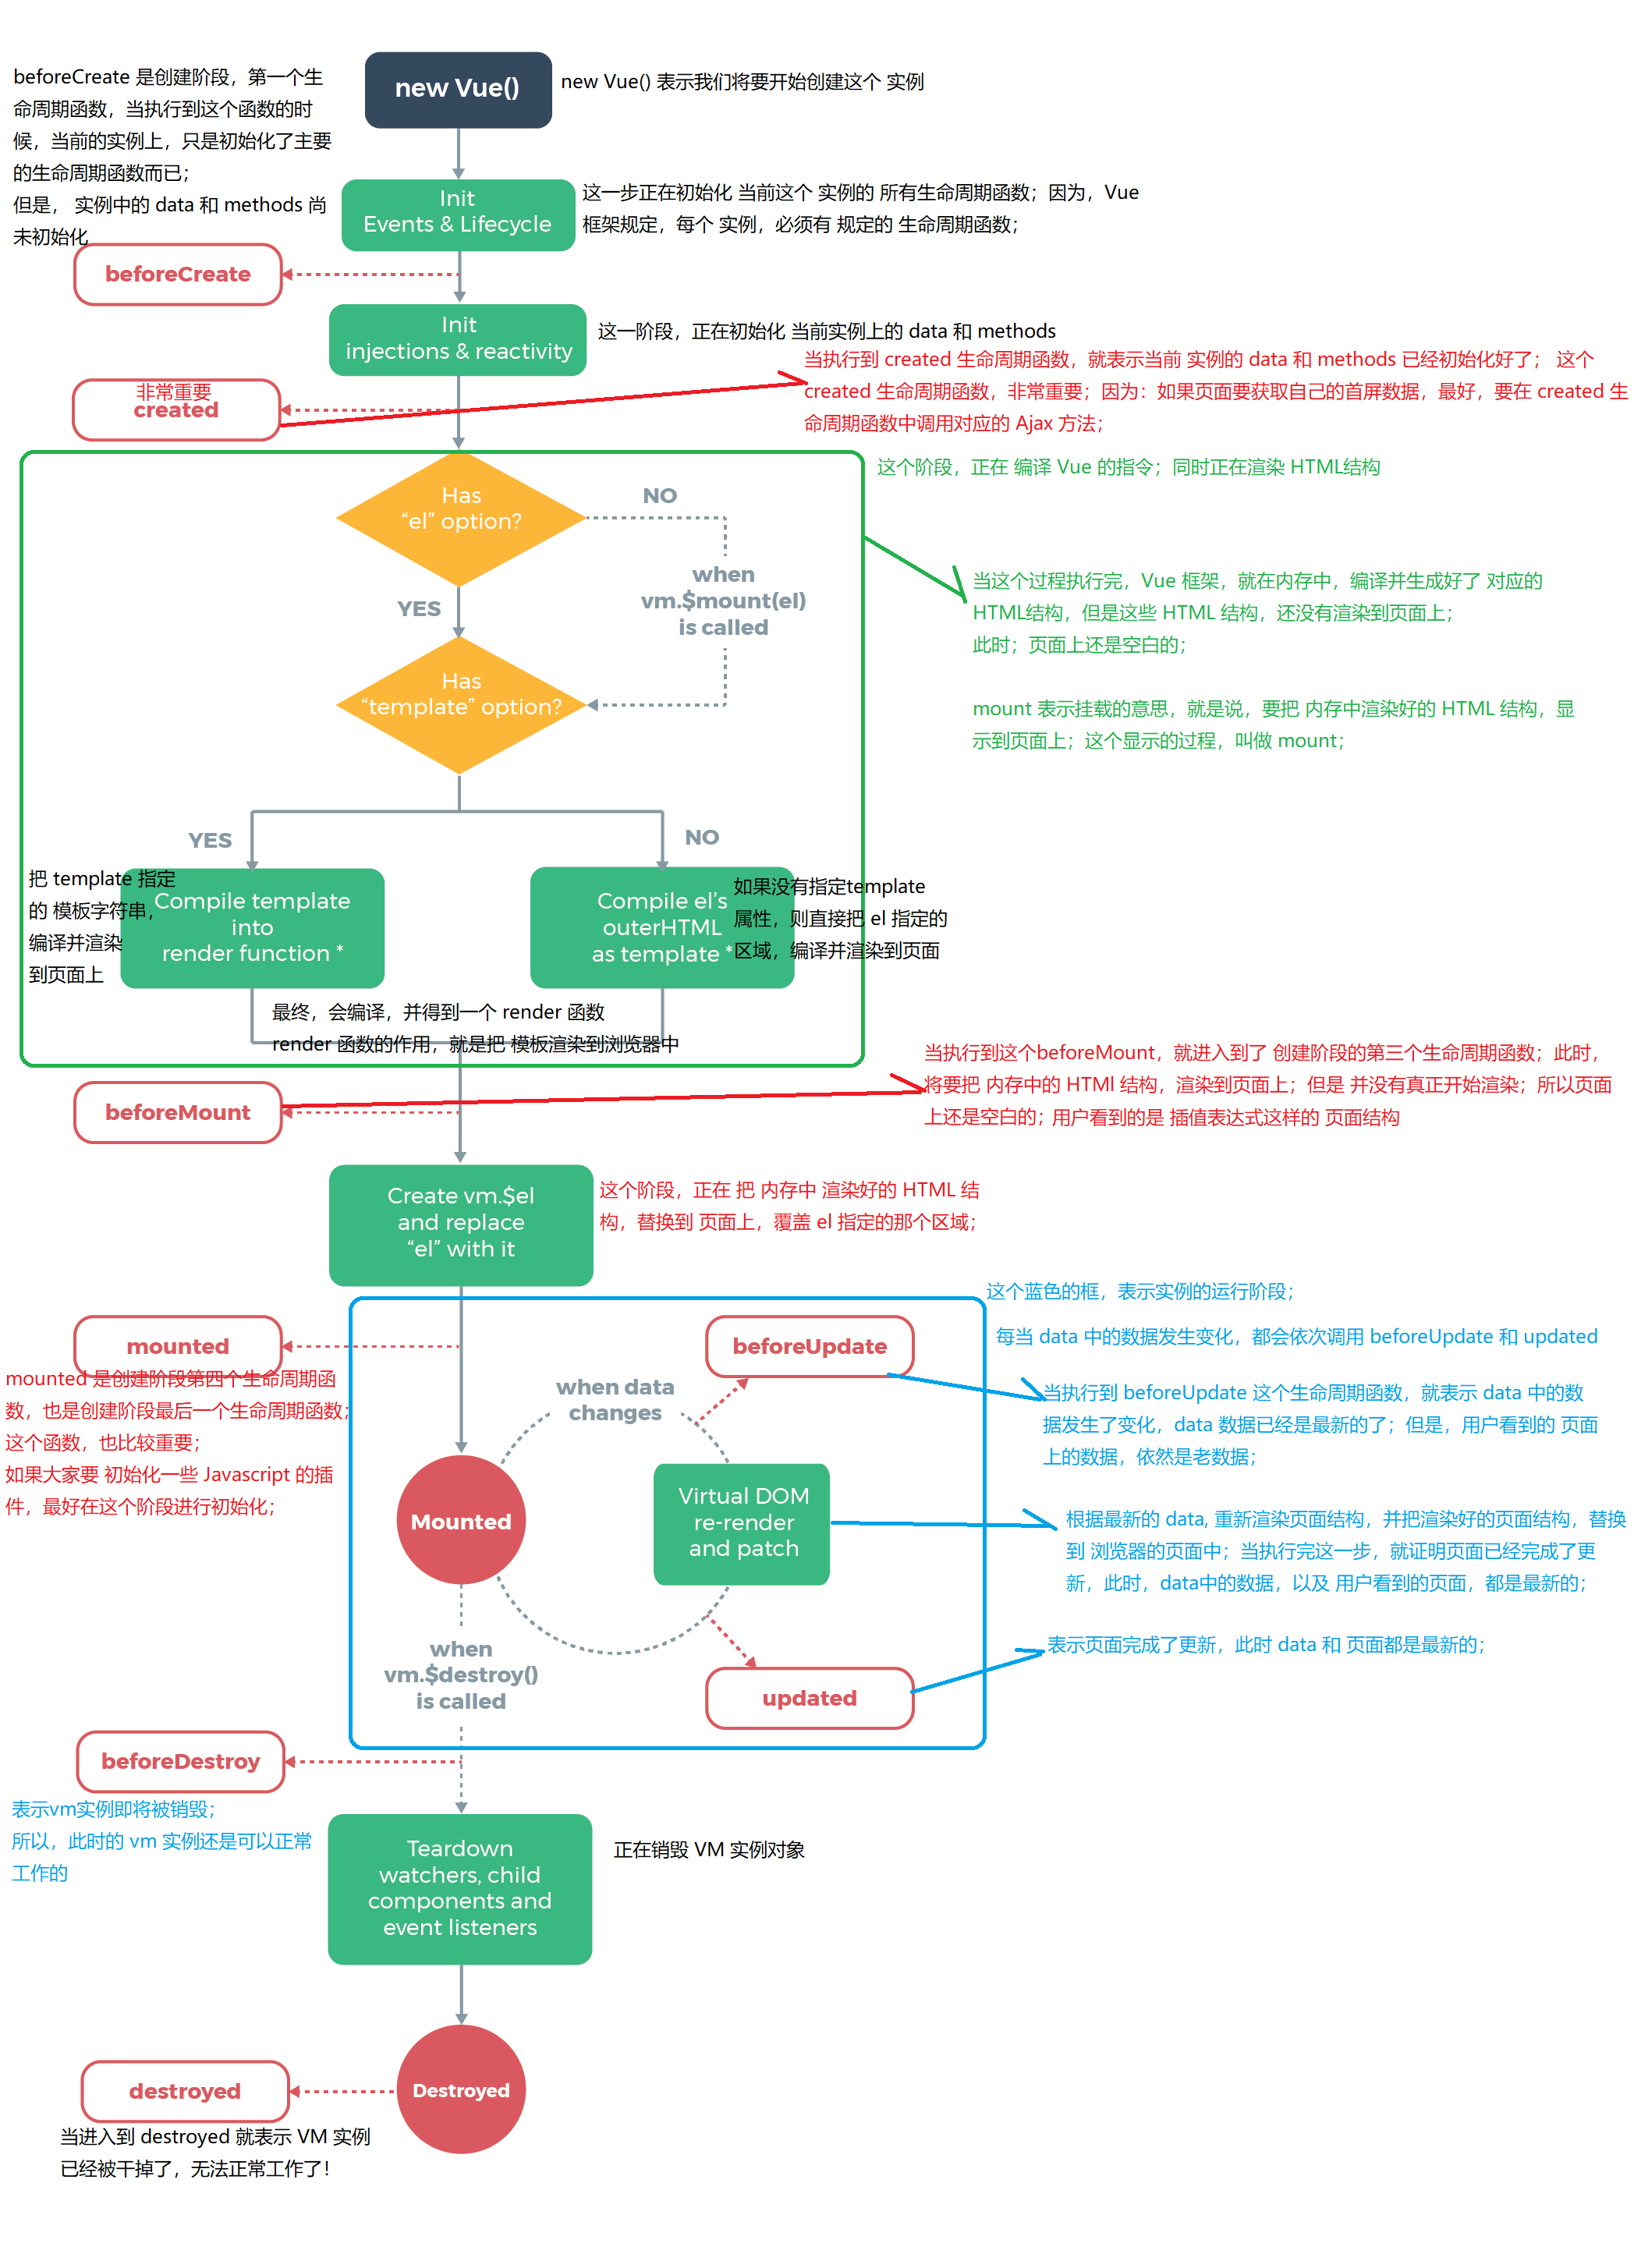 beforeCreate 是创建阶段，第一个生
命周期函数，当执行到这个函数的时
候，当前的实例上，只是初始化了主要
的生命周期函数而已；
但是， 实例中的 data 和 methods 尚
未初始化
new Vue()
new Vue() 表示我们将要开始创建这个 实例
Init
Events & Lifecycle
这一步正在初始化 当前这个 实例的 所有生命周期函数；因为，Vue
框架规定，每个 实例，必须有 规定的 生命周期函数；
beforeCreate
Init
injections & reactivity
这一阶段，正在初始化 当前实例上的 data 和 methods
非常重要
created
当执行到 created 生命周期函数，就表示当前 实例的 data 和 methods 已经初始化好了； 这个
created 生命周期函数，非常重要；因为：如果页面要获取自己的首屏数据，最好，要在 created 生
命周期函数中调用对应的 Ajax 方法；
这个阶段，正在 编译 Vue 的指令；同时正在渲染 HTML结构
Has
“el” option?
NO
when
vm.$mount(el)
is called
YES
当这个过程执行完，Vue 框架，就在内存中，编译并生成好了 对应的
HTML结构，但是这些 HTML 结构，还没有渲染到页面上；
此时；页面上还是空白的；
Has
“template” option?
mount 表示挂载的意思，就是说，要把 内存中渲染好的 HTML 结构，显
示到页面上；这个显示的过程，叫做 mount；
YES
NO
把 template 指定
的 模板字符串，
编译并渲染
到页面上
Compile template
into
render function *
Compile el’s
outerHTML
as template *
如果没有指定template
属性，则直接把 el 指定的
区域，编译并渲染到页面
最终，会编译，并得到一个 render 函数
render 函数的作用，就是把 模板渲染到浏览器中
beforeMount
当执行到这个beforeMount，就进入到了 创建阶段的第三个生命周期函数；此时，
将要把 内存中的 HTMl 结构，渲染到页面上；但是 并没有真正开始渲染；所以页面
上还是空白的；用户看到的是 插值表达式这样的 页面结构
Create vm.$el
and replace
“el” with it
这个阶段，正在 把 内存中 渲染好的 HTML 结
构，替换到 页面上，覆盖 el 指定的那个区域；
这个蓝色的框，表示实例的运行阶段；
每当 data 中的数据发生变化，都会依次调用 beforeUpdate 和 updated
mounted
mounted 是创建阶段第四个生命周期函
数，也是创建阶段最后一个生命周期函数；
这个函数，也比较重要；
如果大家要 初始化一些 Javascript 的插
件，最好在这个阶段进行初始化；
beforeUpdate
when data
changes
当执行到 beforeUpdate 这个生命周期函数，就表示 data 中的数
据发生了变化，data 数据已经是最新的了；但是，用户看到的 页面
上的数据，依然是老数据；
Mounted
Virtual DOM
re-render
and patch
根据最新的 data, 重新渲染页面结构，并把渲染好的页面结构，替换
到 浏览器的页面中；当执行完这一步，就证明页面已经完成了更
新，此时，data中的数据，以及 用户看到的页面，都是最新的；
when
vm.$destroy()
is called
updated
表示页面完成了更新，此时 data 和 页面都是最新的；
beforeDestroy
表示vm实例即将被销毁；
所以，此时的 vm 实例还是可以正常
工作的
Teardown
watchers, child
components and
event listeners
正在销毁 VM 实例对象
destroyed
Destroyed
当进入到 destroyed 就表示 VM 实例
已经被干掉了，无法正常工作了！